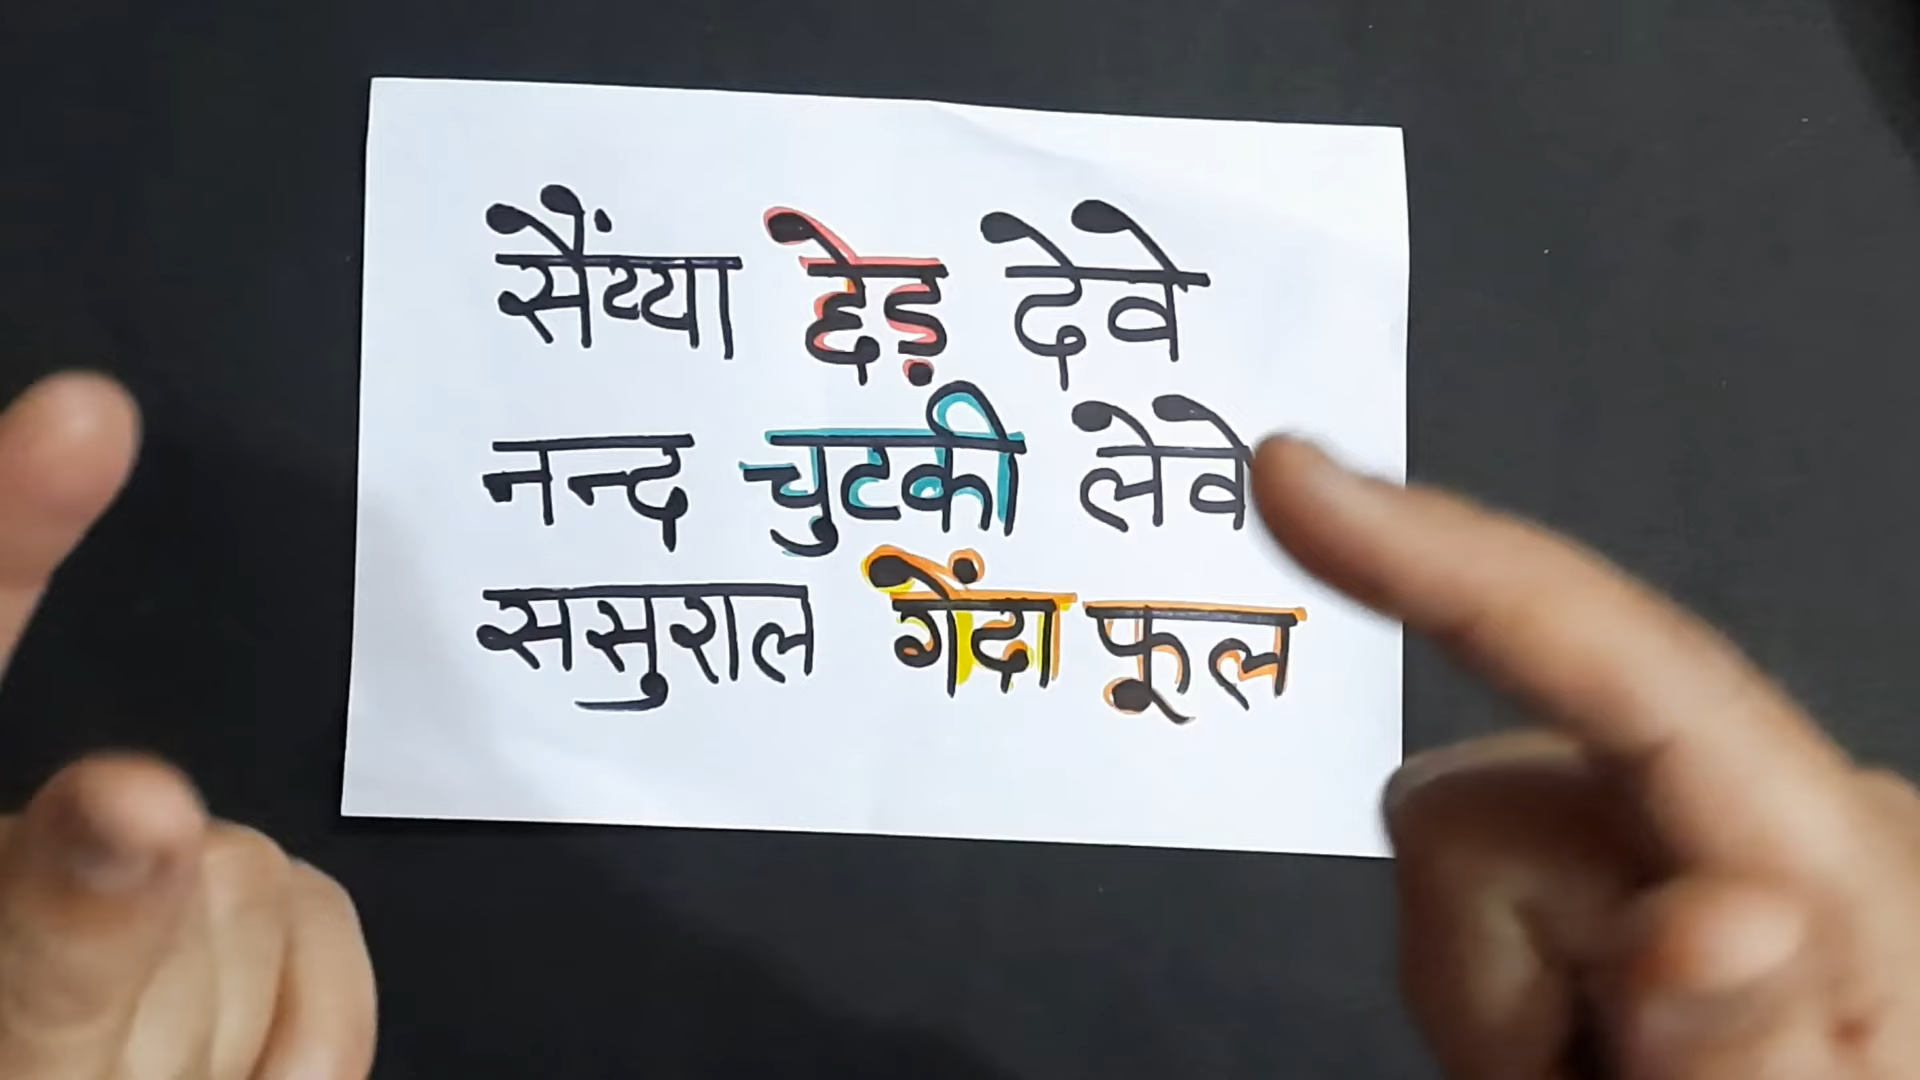 सैंय्या छेड़ देवे
नन्द चुटकी लेवे
ससुराल गेंदा फूल